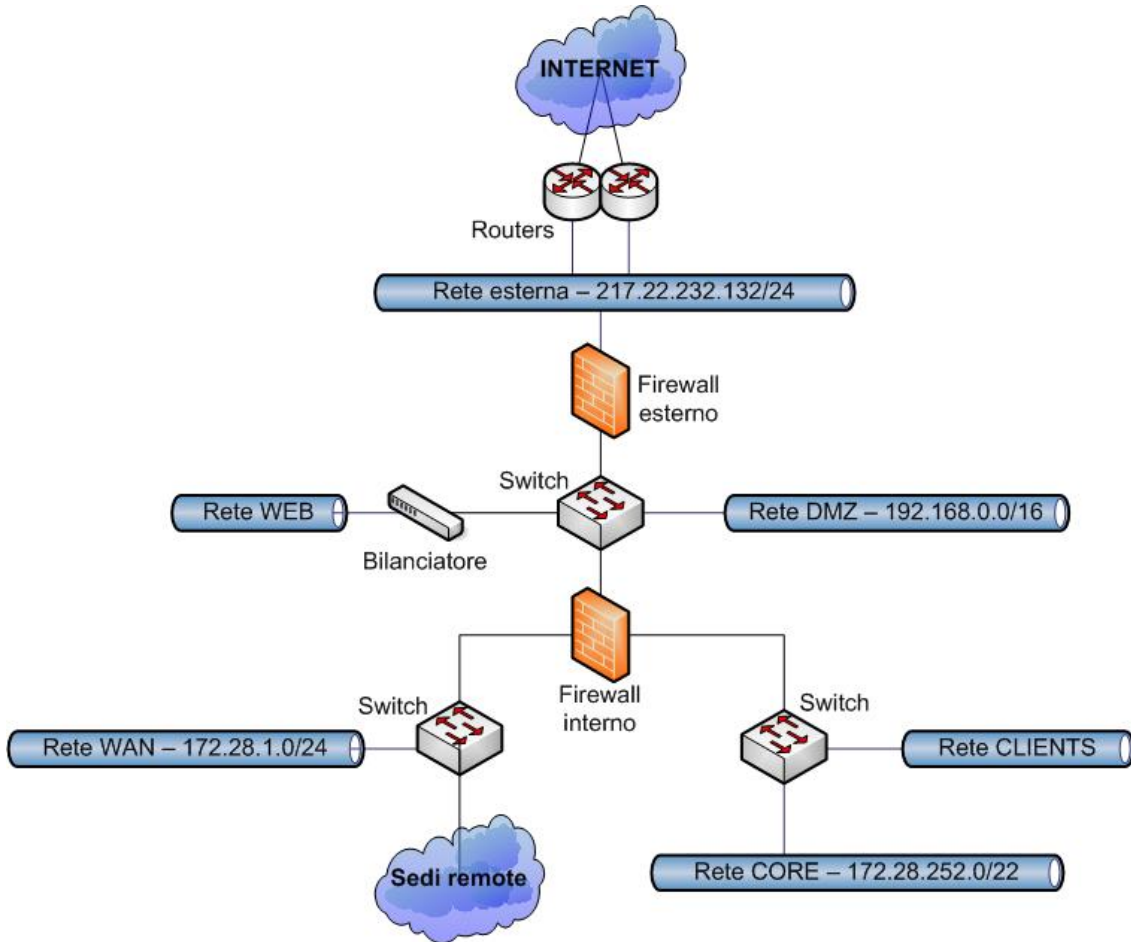 INTERNET
Routers
Rete esterna – 217.22.232.132/24
Firewall
esterno
Switch
Rete WEB
Rete DMZ – 192.168.0.0/16
Bilanciatore
Switch
Firewall
interno
Switch
Rete WAN – 172.28.1.0/24
Rete CLIENTS
Sedi remote
Rete CORE – 172.28.252.0/22